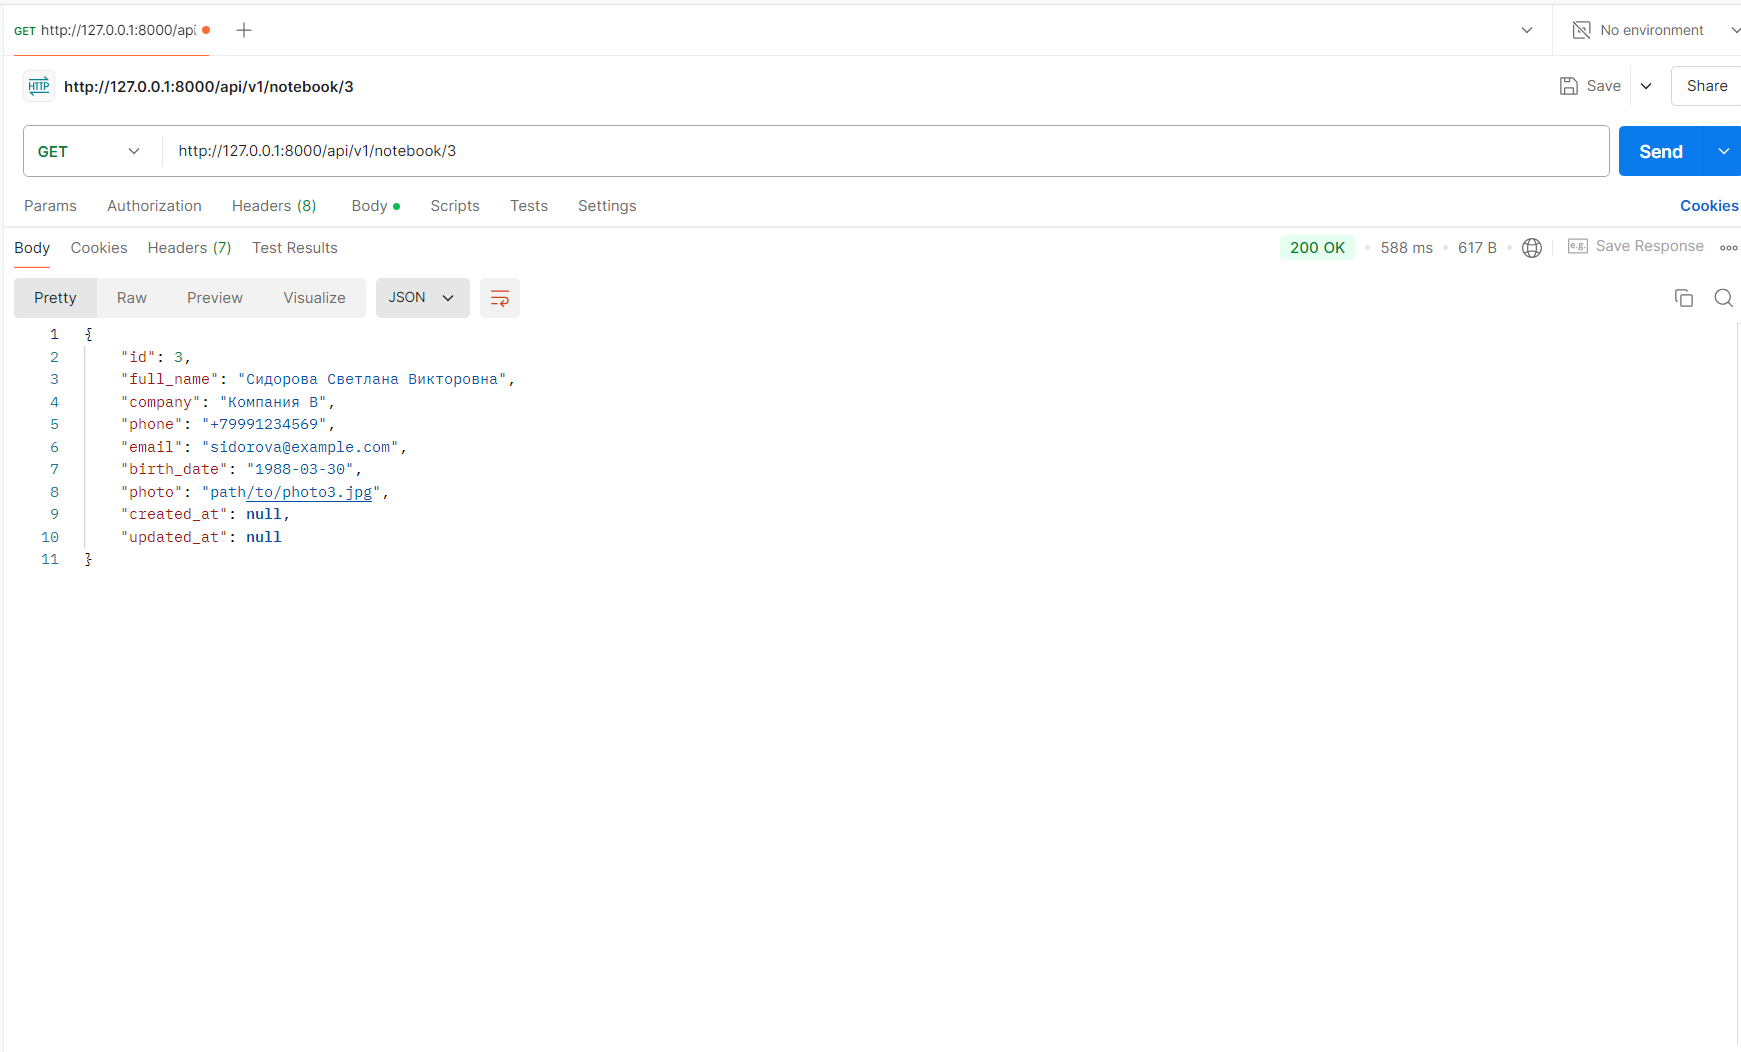 GET http://127.0.0.1:8000/api
No environment
HTTP http://127.0.0.1:8000/api/v1/notebook/3
Save
Share
GET http://127.0.0.1:8000/api/v1/notebook/3
Send
Params Authorization Headers (8) Body Scripts Tests Settings Cookies
Body Cookies Headers (7) Test Results 200 OK 588 ms 617 B e.g. Save Response
Pretty Raw Preview Visualize JSON
1 {
2 "id": 3,
3 "full_name": "Сидорова Светлана Викторовна",
4 "company": "Компания В",
5 "phone": "+79991234569",
6 "email": "sidorova@example.com",
7 "birth_date": "1988-03-30",
8 "photo": "path/to/photo3.jpg",
9 "created_at": null,
10 "updated_at": null
11 }